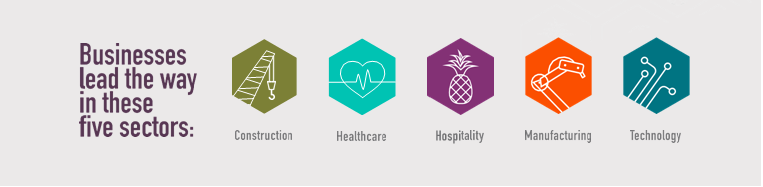 Businesses
lead the way
in these
five sectors:
Construction
Healthcare
Hospitality
Manufacturing
Technology